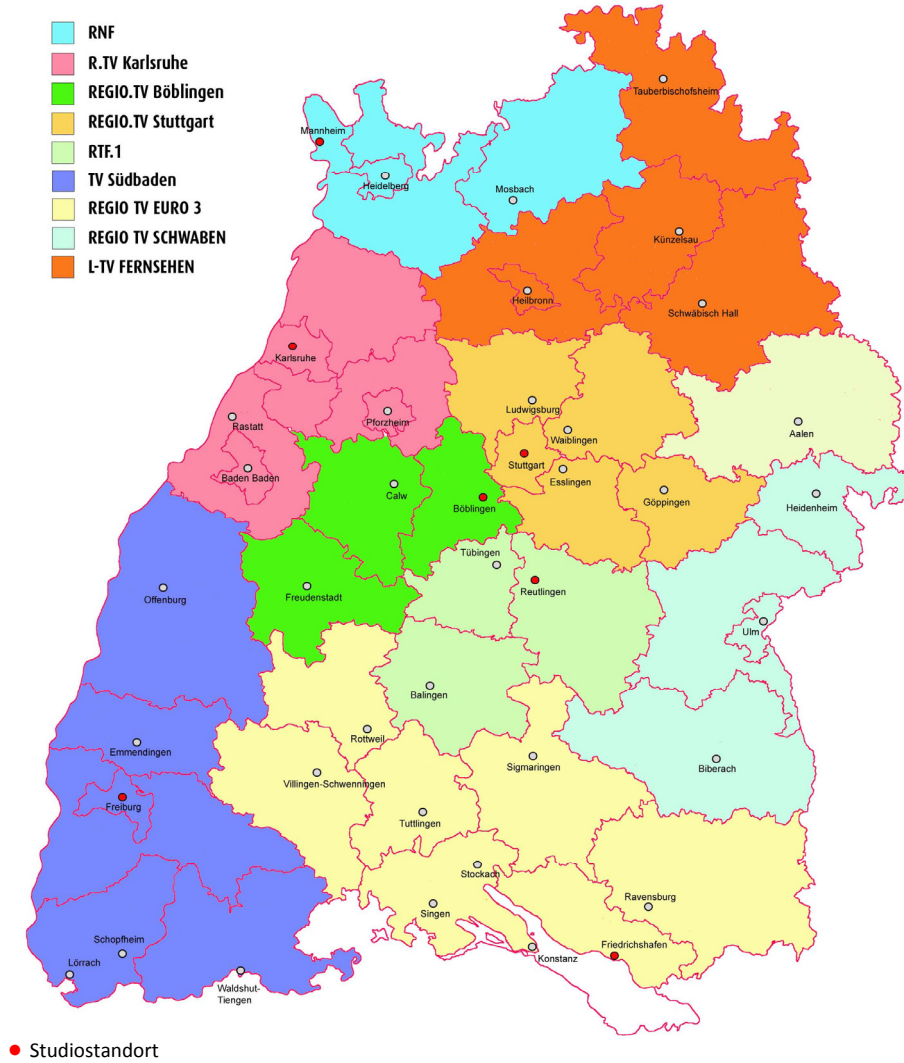 RNF
R.TV Karlsruhe
REGIO.TV Böblingen
REGIO.TV Stuttgart
RTF.1
TV Südbaden
REGIO TV EURO 3
REGIO TV SCHWABEN
L-TV FERNSEHEN
Tauberbischofsheim
Mannheim
Heidelberg
Mosbach
Künzelsau
Heilbronn
Schwäbisch Hall
Karlsruhe
Ludwigsburg
Pforzheim
Rastatt
Waiblingen
Aalen
Stuttgart
Baden Baden
Esslingen
Calw
Göppingen
Heidenheim
Böblingen
Tübingen
Offenburg
Freudenstadt
Reutlingen
Ulm
Balingen
Rottweil
Emmendingen
Sigmaringen
Biberach
Villingen-Schwenningen
Freiburg
Tuttlingen
Stockach
Ravensburg
Singen
Schopfheim
Friedrichshafen
Konstanz
Lörrach
Waldshut-
Tiengen
Studiostandort